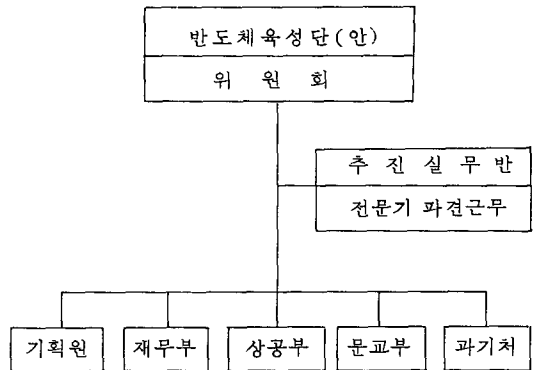 반도체육성단(안)
위 원 회
추 진 실 무 반
전문기 파견근무
기획원 재무부 상공부 문교부 과기처